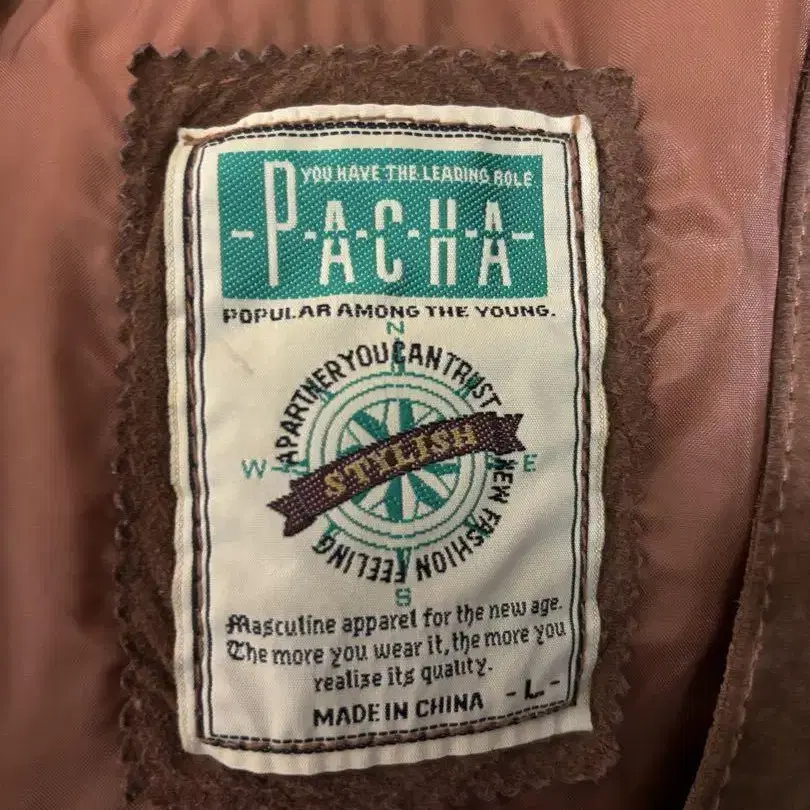 YOU HAVE THE LEADING ROLE
-P-A-C-H-A-
POPULAR AMONG THE YOUNG.
N
A PARTNER YOU CAN TRUST
W
STYLISH
E
NEW FASHION FEELING
S
Masculine apparel for the new age.
The more you wear it, the more you
realize its quality.
MADE IN CHINA - L -